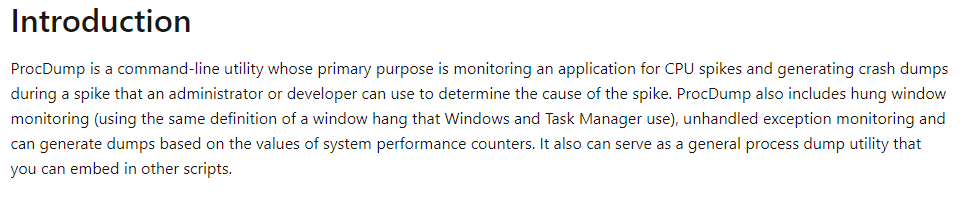 Introduction
ProcDump is a command-line utility whose primary purpose is monitoring an application for CPU spikes and generating crash dumps
during a spike that an administrator or developer can use to determine the cause of the spike. ProcDump also includes hung window
monitoring (using the same definition of a window hang that Windows and Task Manager use), unhandled exception monitoring and
can generate dumps based on the values of system performance counters. It also can serve as a general process dump utility that
you can embed in other scripts.